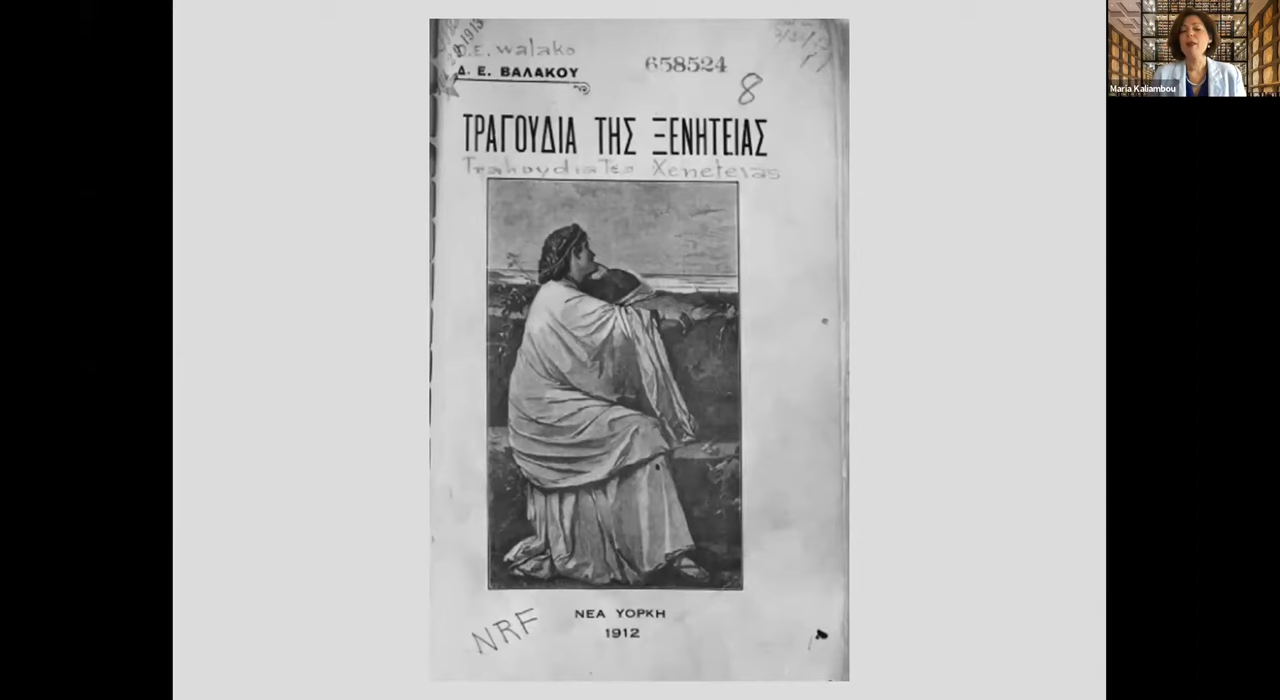 D.E. Walako
Δ. Ε. ΒΑΛΑΚΟΥ
658524
8
ΤΡΑΓΟΥΔΙΑ ΤΗΣ ΞΕΝΗΤΕΙΑΣ
Trahoydia Tes Xeneteias
ΝΕΑ ΥΟΡΚΗ
1912
NRF
Maria Kaliambou